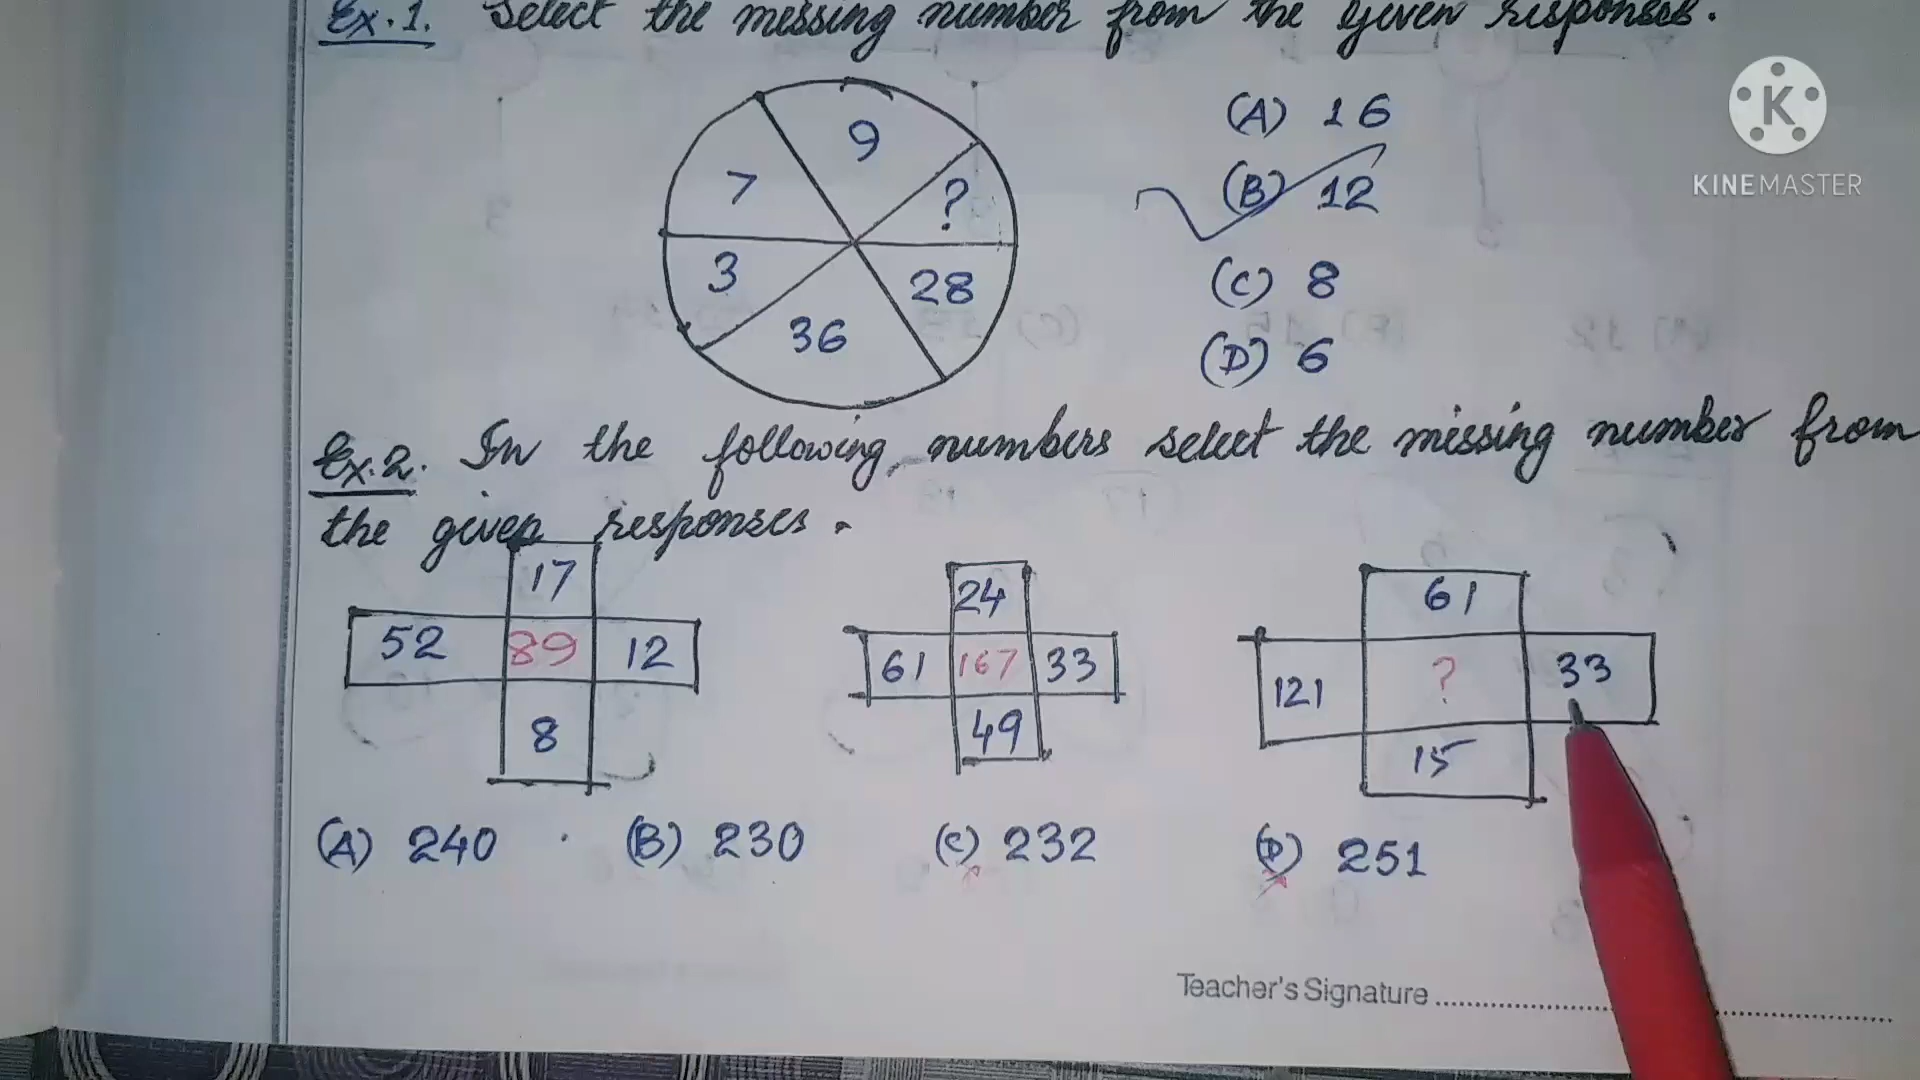 Ex.1. Select the missing number from the given responses.
9
7
?
3
28
36
(A) 16
(B) 12
(C) 8
(D) 6
KINEMASTER
Ex.2. In the following numbers select the missing number from
the given responses.
17
52 89 12
8
24
61 167 33
49
61
121 ? 33
15
(A) 240 (B) 230 (C) 232 (D) 251
Teacher's Signature